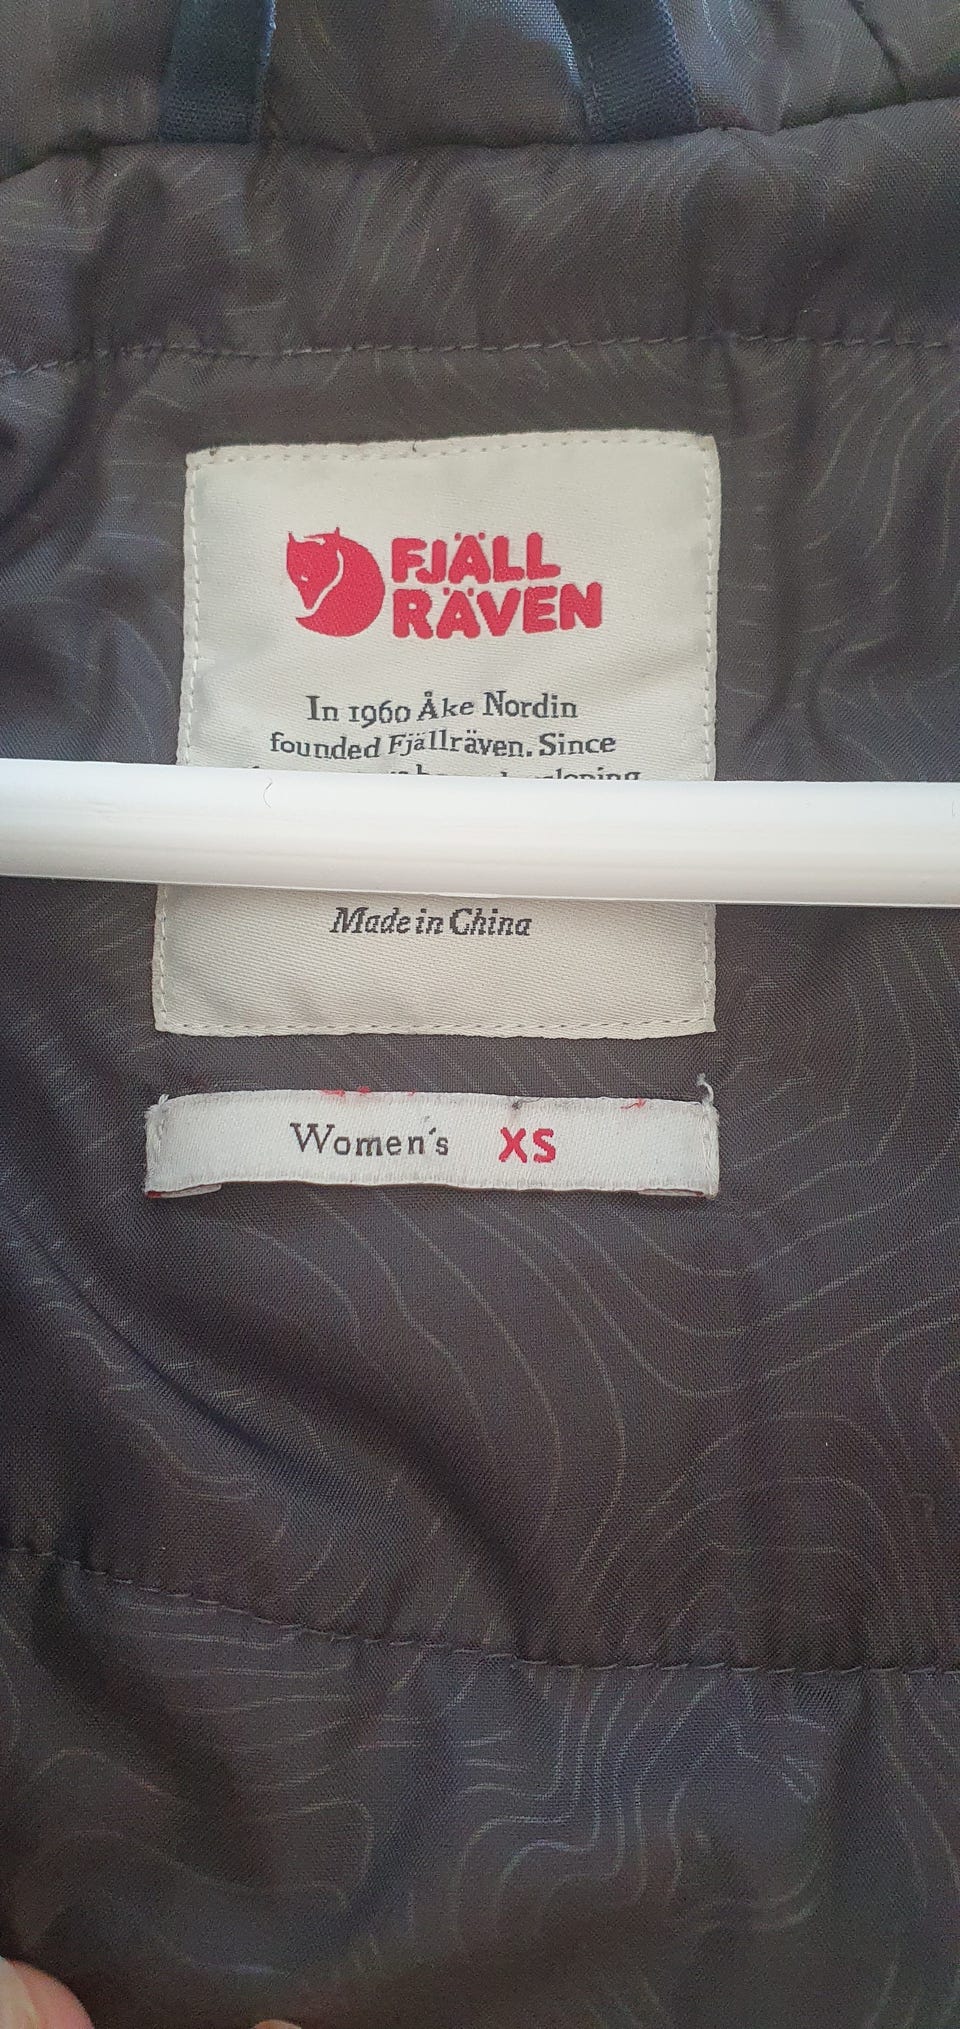 FJÄLL
RÄVEN
In 1960 Åke Nordin
founded Fjällräven. Since
Made in China
Women's XS